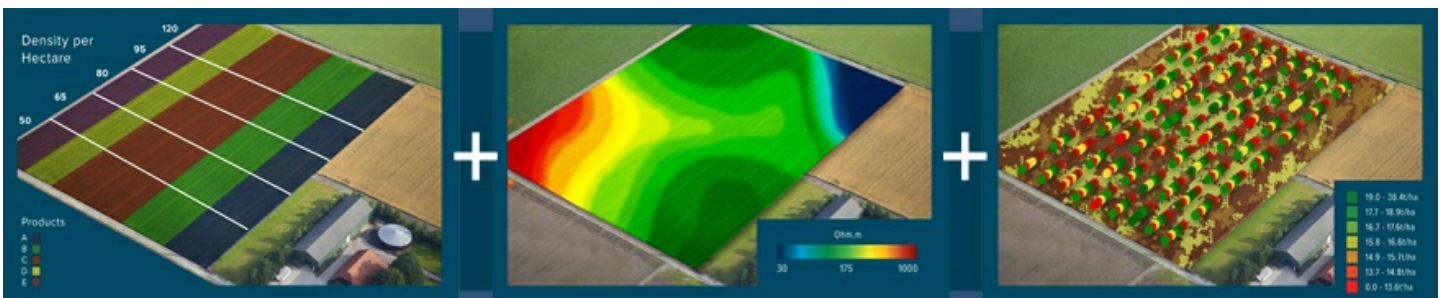 Density per
Hectare
120
95
80
65
50
Products
A
B
C
D
E
+
Ohm.m
30 175 1000
+
19.0 - 38.4t/ha
17.7 - 18.9t/ha
16.7 - 17.6t/ha
15.8 - 16.6t/ha
14.9 - 15.7t/ha
13.7 - 14.8t/ha
0.0 - 13.6t/ha